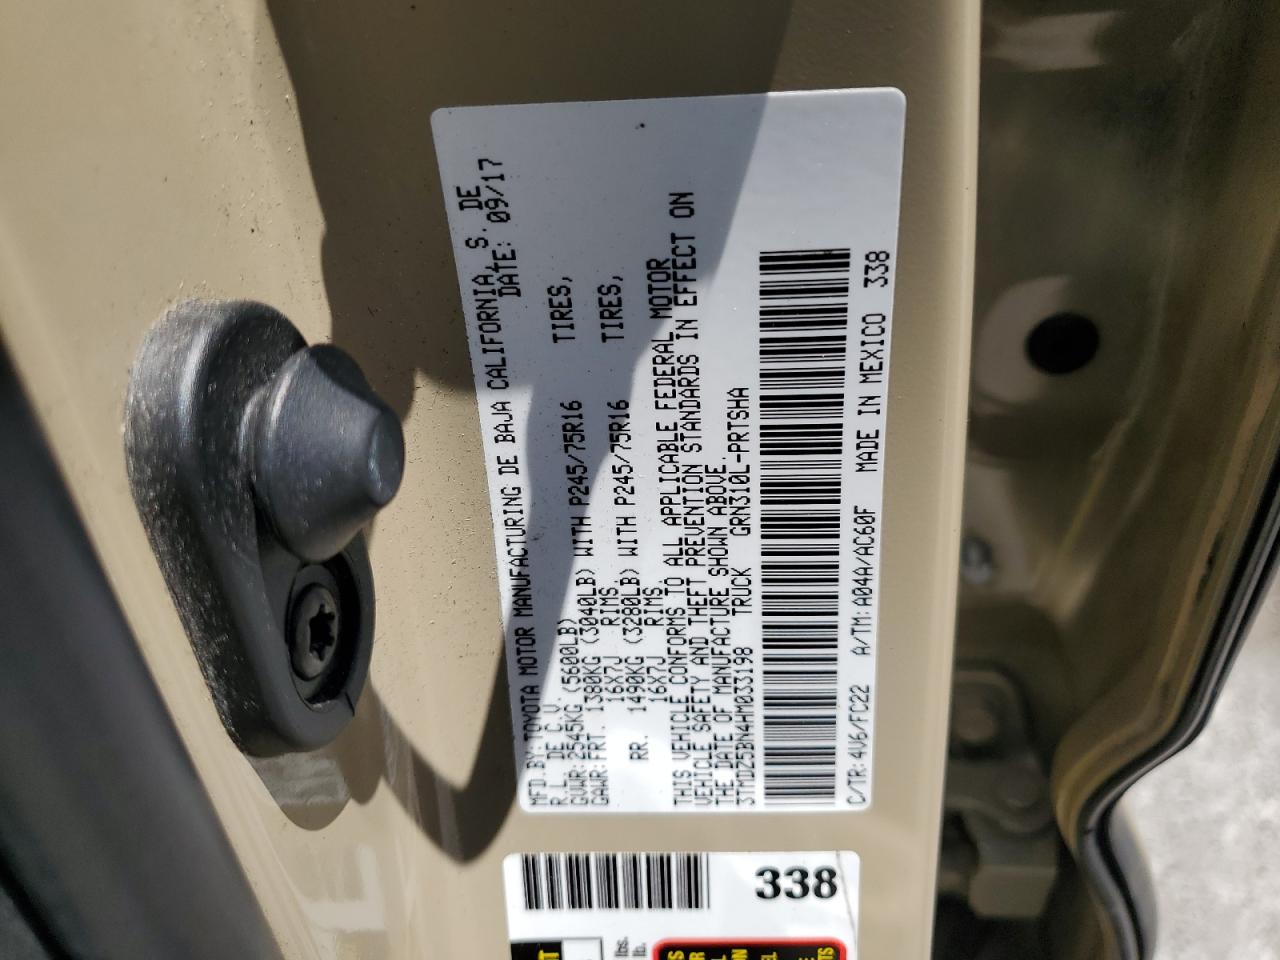 MFD.BY:TOYOTA MOTOR MANUFACTURING DE BAJA CALIFORNIA, S. DE
R.L. DE C.V. DATE: 09/17
GVWR:2545KG (5600LB)
GAWR:FRT. 1380KG (3040LB) WITH P245/75R16 TIRES,
16X7J RIMS
RR. 1490KG (3280LB) WITH P245/75R16 TIRES,
16X7J RIMS
THIS VEHICLE CONFORMS TO ALL APPLICABLE FEDERAL MOTOR
VEHICLE SAFETY AND THEFT PREVENTION STANDARDS IN EFFECT ON
THE DATE OF MANUFACTURE SHOWN ABOVE.
3TMDZ5BN4HM033198 TRUCK GRN310L-PRTSHA
C/TR:4V6/FC22 A/TM:A04A/AC60F MADE IN MEXICO 338
338
lbs.
lb.